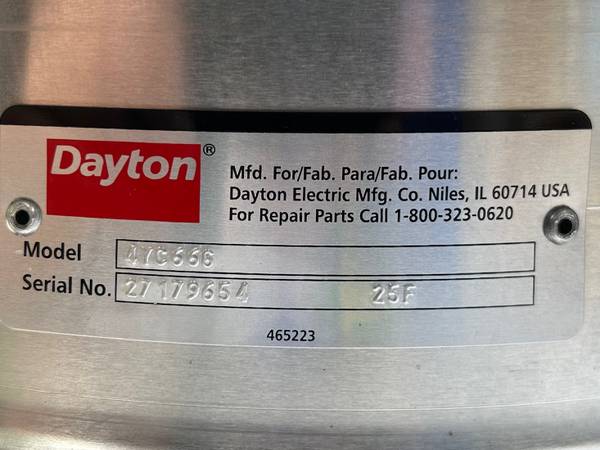 Dayton®
Mfd. For/Fab. Para/Fab. Pour:
Dayton Electric Mfg. Co. Niles, IL 60714 USA
For Repair Parts Call 1-800-323-0620
Model 4YC66G
Serial No. 27179654 25F
465223